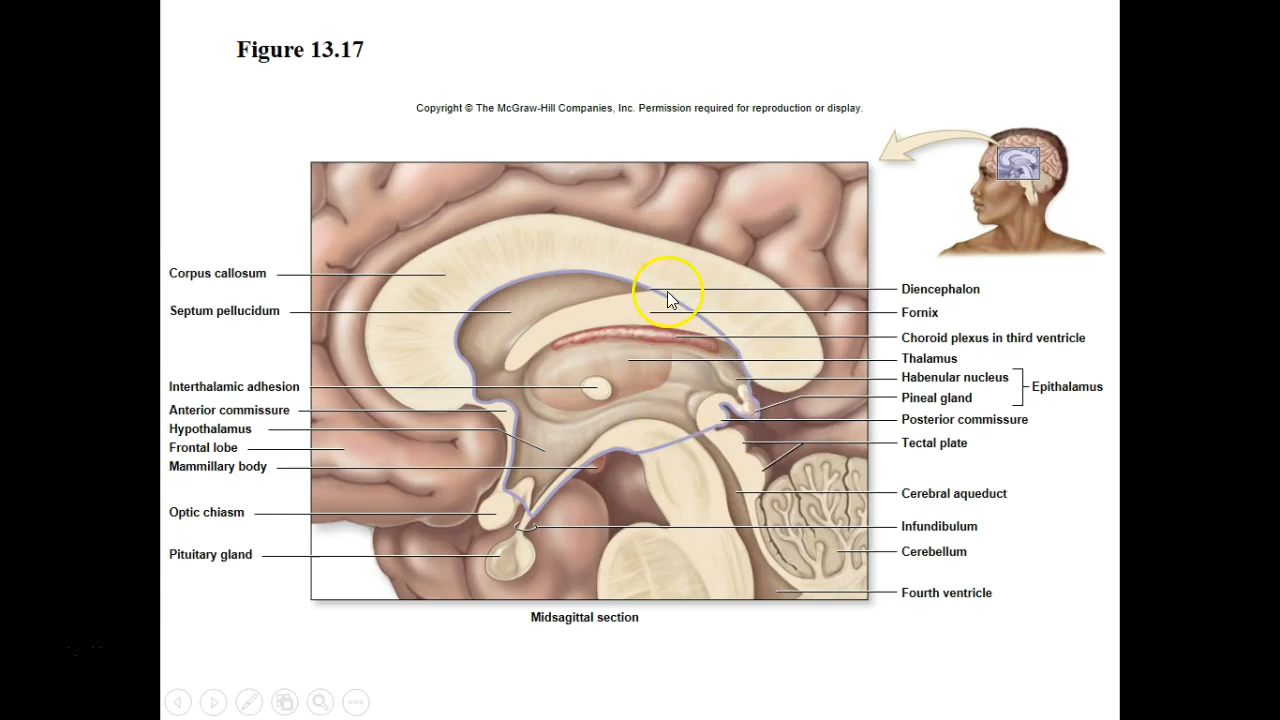 Figure 13.17
Copyright © The McGraw-Hill Companies, Inc. Permission required for reproduction or display.
Corpus callosum
Septum pellucidum
Interthalamic adhesion
Anterior commissure
Hypothalamus
Frontal lobe
Mammillary body
Optic chiasm
Pituitary gland
Diencephalon
Fornix
Choroid plexus in third ventricle
Thalamus
Habenular nucleus
Pineal gland
Epithalamus
Posterior commissure
Tectal plate
Cerebral aqueduct
Infundibulum
Cerebellum
Fourth ventricle
Midsagittal section